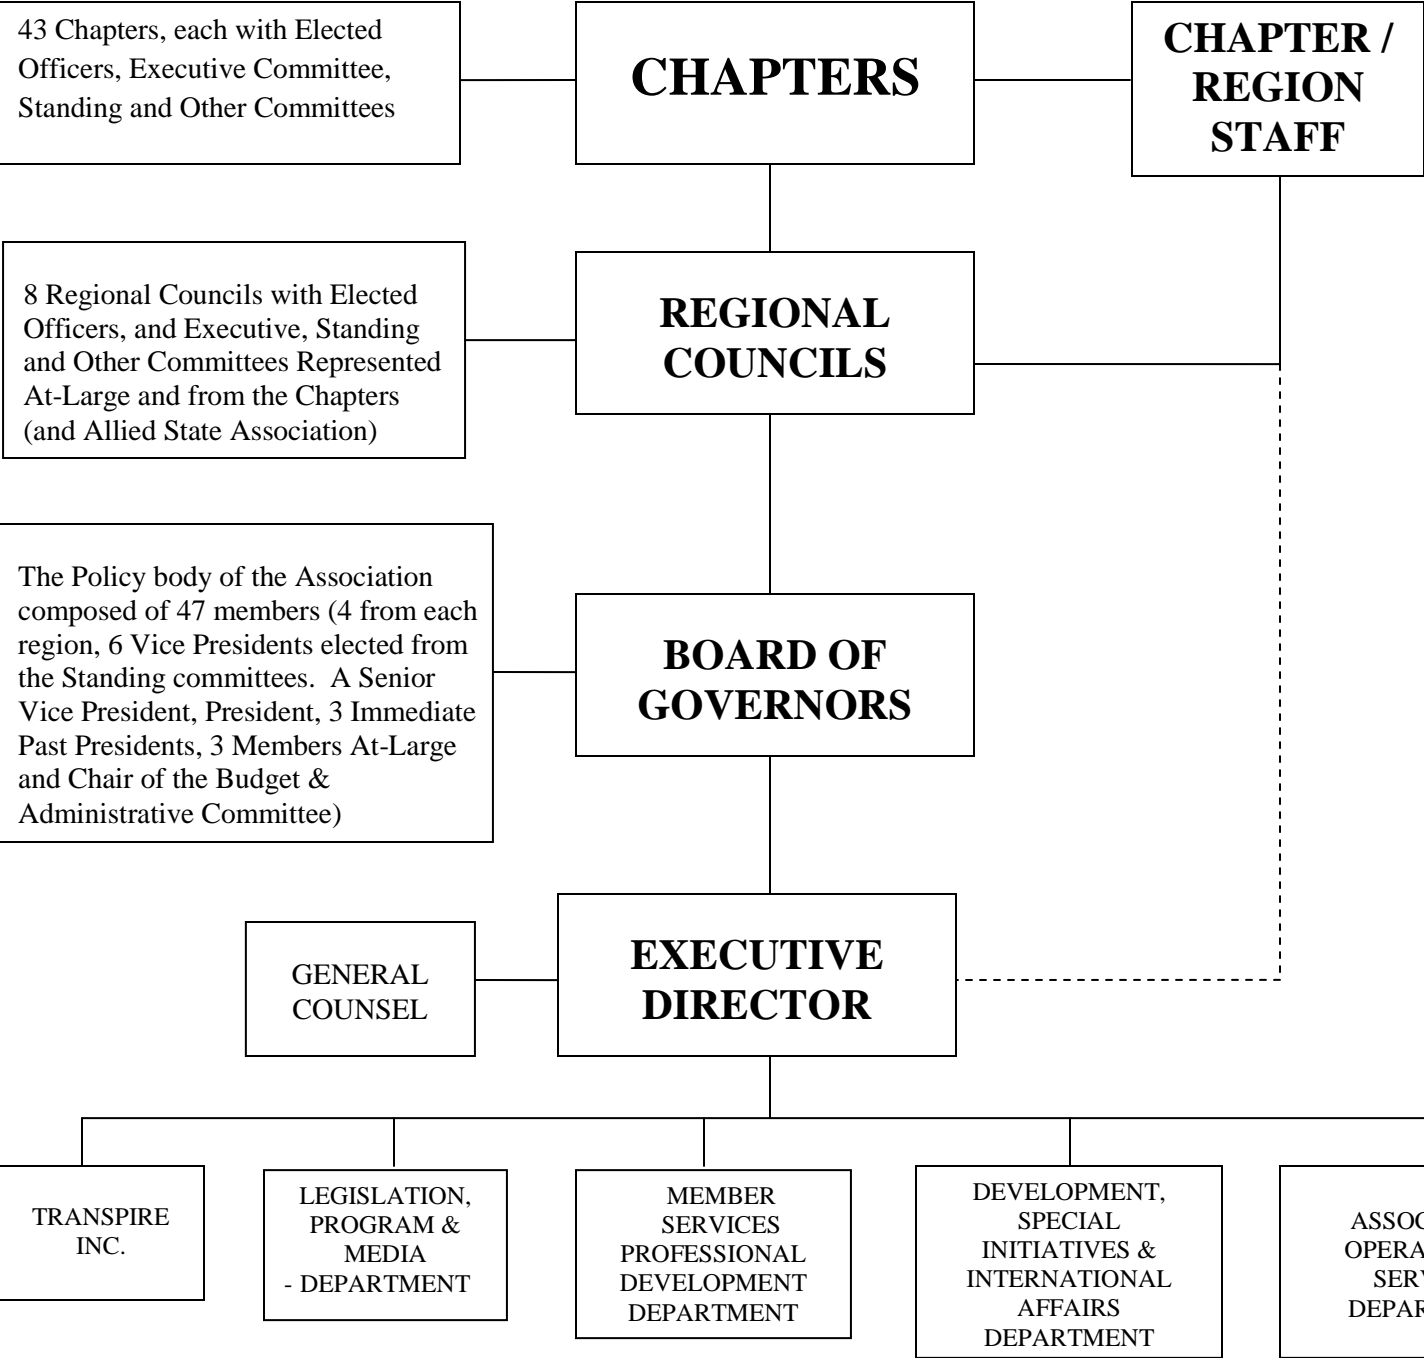 43 Chapters, each with Elected
Officers, Executive Committee,
Standing and Other Committees
CHAPTERS
CHAPTER /
REGION
STAFF
8 Regional Councils with Elected
Officers, and Executive, Standing
and Other Committees Represented
At-Large and from the Chapters
(and Allied State Association)
REGIONAL
COUNCILS
The Policy body of the Association
composed of 47 members (4 from each
region, 6 Vice Presidents elected from
the Standing committees.  A Senior
Vice President, President, 3 Immediate
Past Presidents, 3 Members At-Large
and Chair of the Budget &
Administrative Committee)
BOARD OF
GOVERNORS
GENERAL
COUNSEL
EXECUTIVE
DIRECTOR
TRANSPIRE
INC.
LEGISLATION,
PROGRAM &
MEDIA
- DEPARTMENT
MEMBER
SERVICES
PROFESSIONAL
DEVELOPMENT
DEPARTMENT
DEVELOPMENT,
SPECIAL
INITIATIVES &
INTERNATIONAL
AFFAIRS
DEPARTMENT